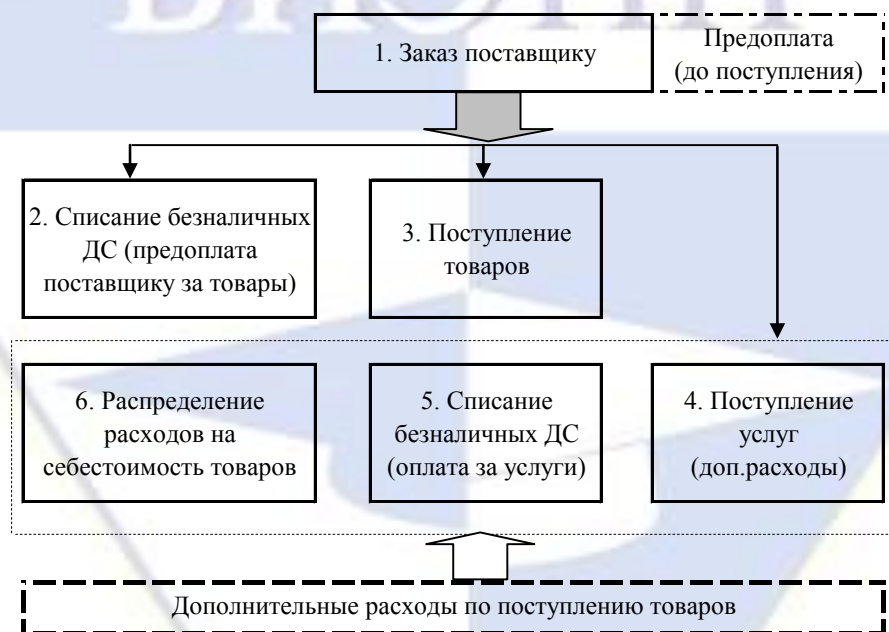 1. Заказ поставщику
Предоплата
(до поступления)
2. Списание безналичных
ДС (предоплата
поставщику за товары)
3. Поступление
товаров
6. Распределение
расходов на
себестоимость товаров
5. Списание
безналичных ДС
(оплата за услуги)
4. Поступление
услуг
(доп.расходы)
Дополнительные расходы по поступлению товаров